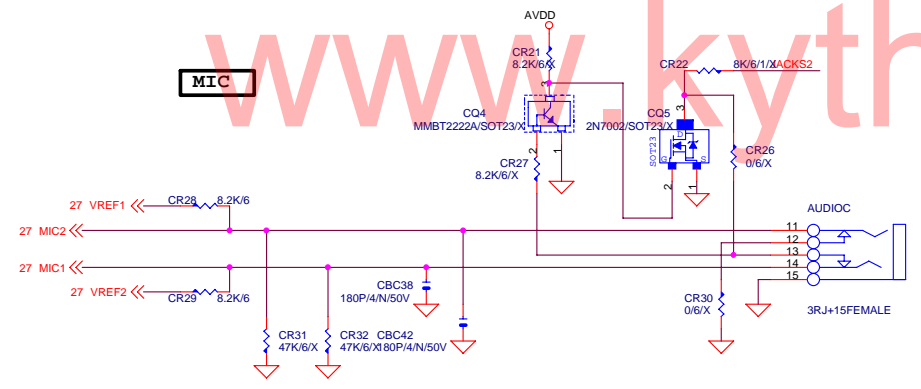 www.kyth
AVDD
CR21
8.2K/6/X
CR22
8K/6/1/X
JACKS2
MIC
3
CQ4
MMBT2222A/SOT23/X
CQ5
2N7002/SOT23/X
3
D
SOT23
G
S
2
1
2
1
CR27
8.2K/6/X
CR26
0/6/X
27 VREF1
CR28
8.2K/6
27 MIC2
27 MIC1
27 VREF2
CR29
8.2K/6
AUDIOC
11
12
13
14
15
CBC38
180P/4/N/50V
CR30
0/6/X
3RJ+15FEMALE
CR31
47K/6/X
CR32
47K/6/X
CBC42
180P/4/N/50V